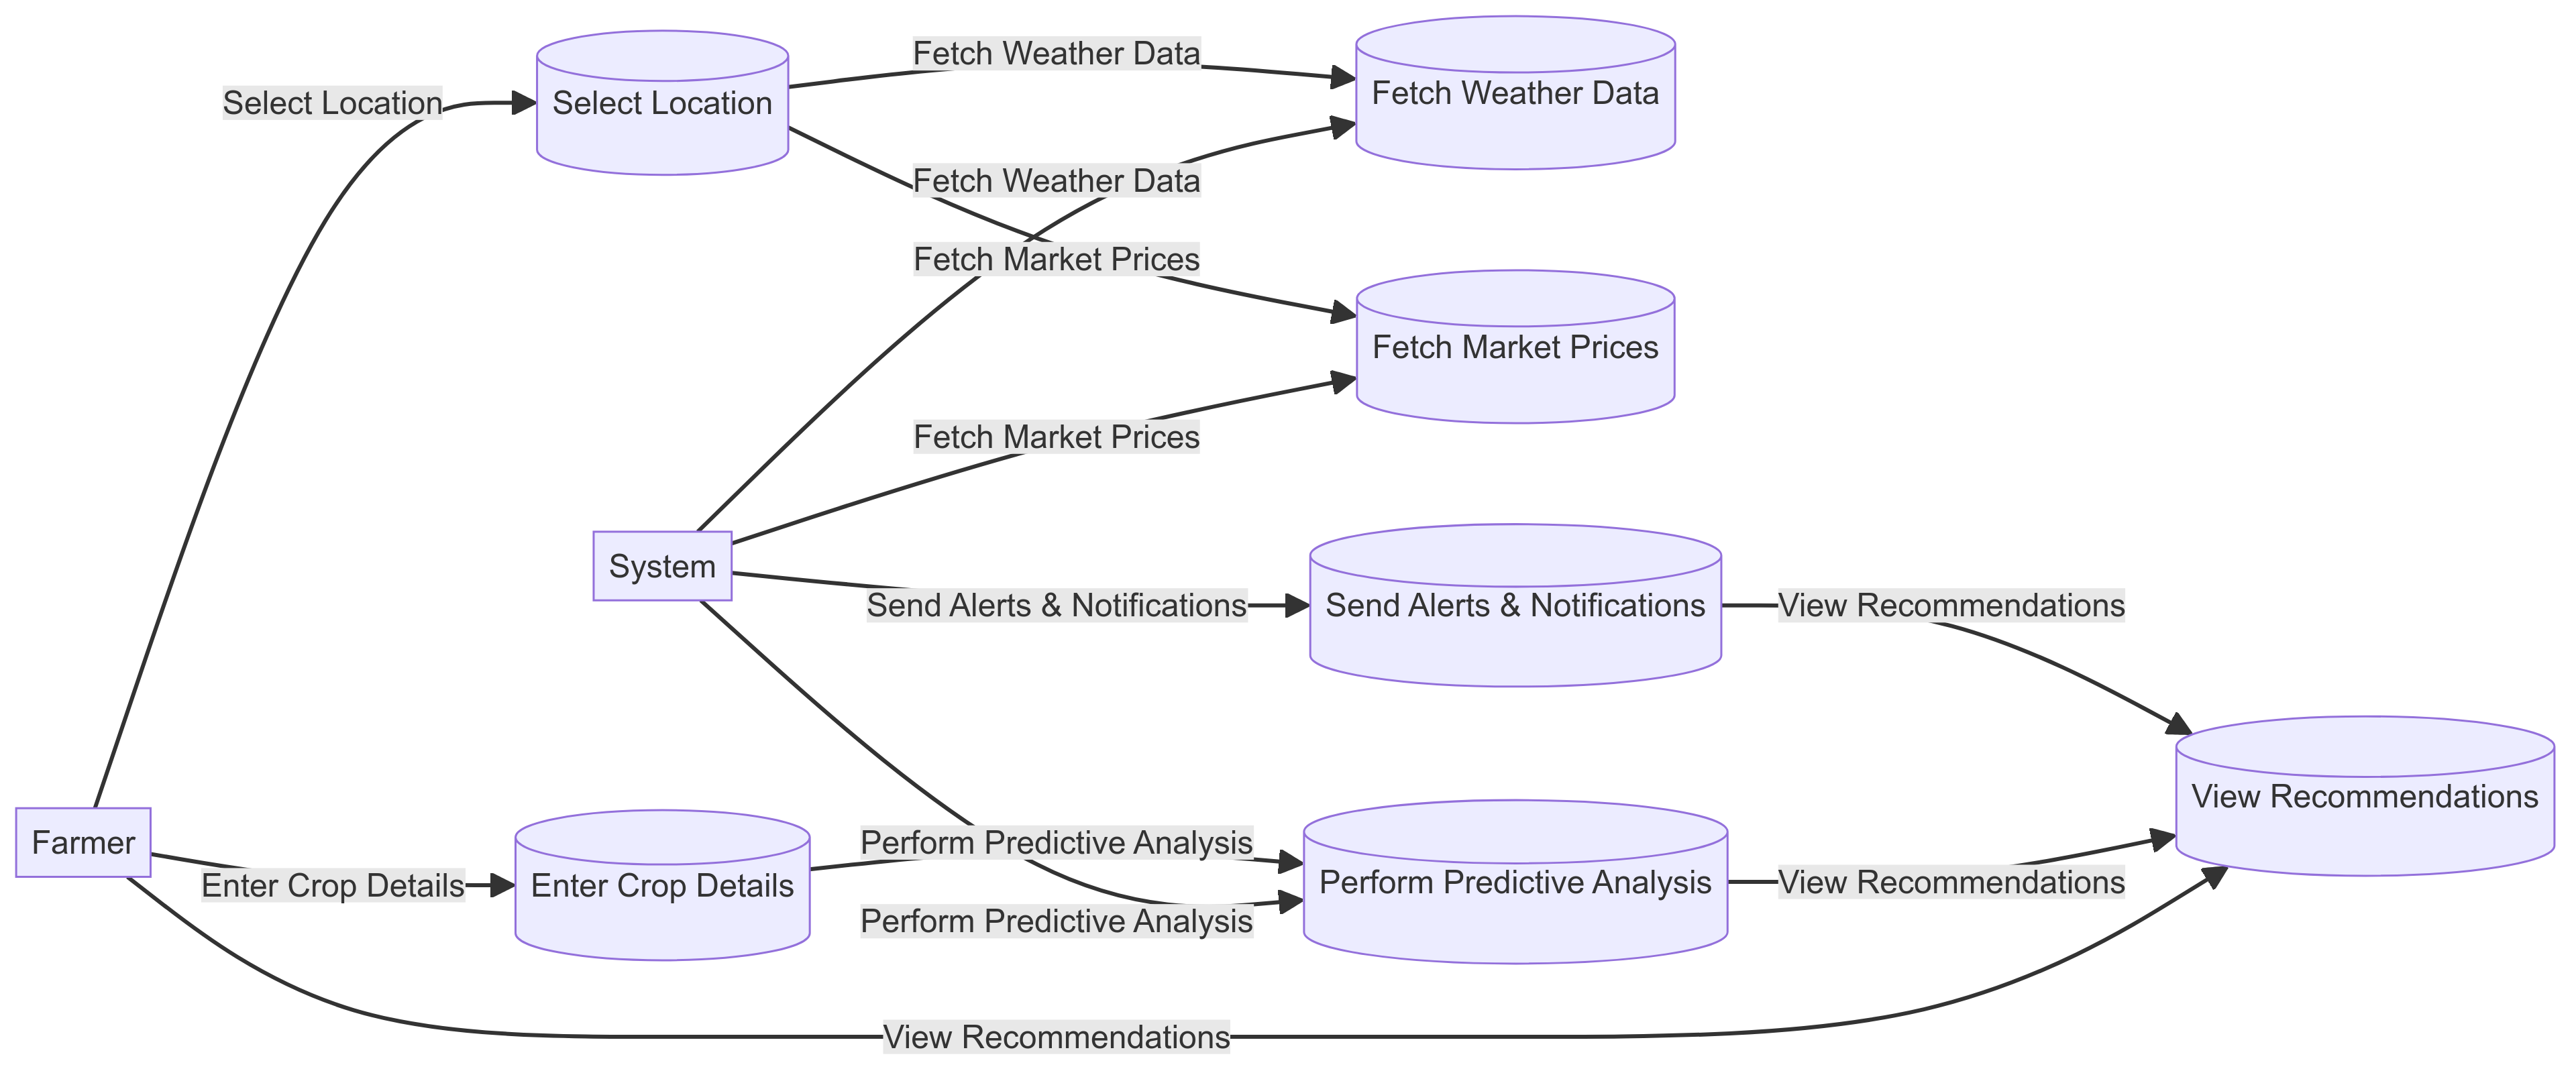 Fetch Weather Data
Select Location
Select Location
Fetch Weather Data
Fetch Weather Data
Fetch Market Prices
Fetch Market Prices
Fetch Market Prices
System
Send Alerts & Notifications
Send Alerts & Notifications
View Recommendations
View Recommendations
Farmer
Enter Crop Details
Enter Crop Details
Perform Predictive Analysis
Perform Predictive Analysis
Perform Predictive Analysis
View Recommendations
View Recommendations